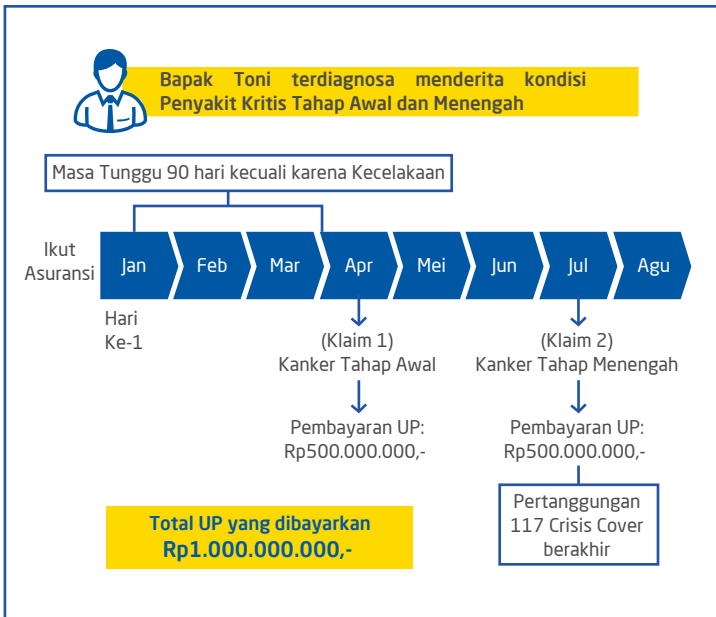 Bapak Toni terdiagnosa menderita kondisi
Penyakit Kritis Tahap Awal dan Menengah
Masa Tunggu 90 hari kecuali karena Kecelakaan
Ikut
Asuransi
Jan
Feb
Mar
Apr
Mei
Jun
Jul
Agu
Hari
Ke-1
(Klaim 1)
Kanker Tahap Awal
Pembayaran UP:
Rp500.000.000,-
(Klaim 2)
Kanker Tahap Menengah
Pembayaran UP:
Rp500.000.000,-
Pertanggungan
117 Crisis Cover
berakhir
Total UP yang dibayarkan
Rp1.000.000.000,-